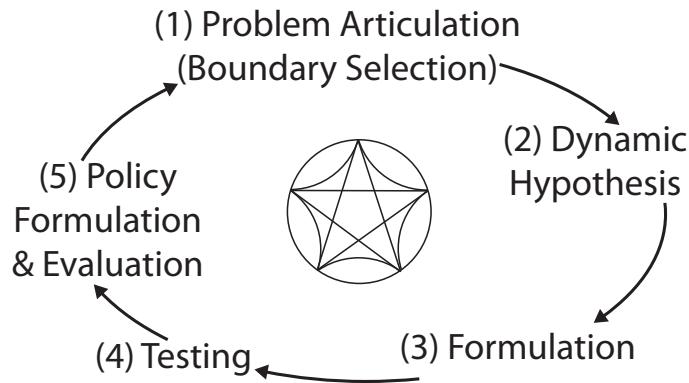 (1) Problem Articulation
(Boundary Selection)
(2) Dynamic
Hypothesis
(3) Formulation
(4) Testing
(5) Policy
Formulation
& Evaluation